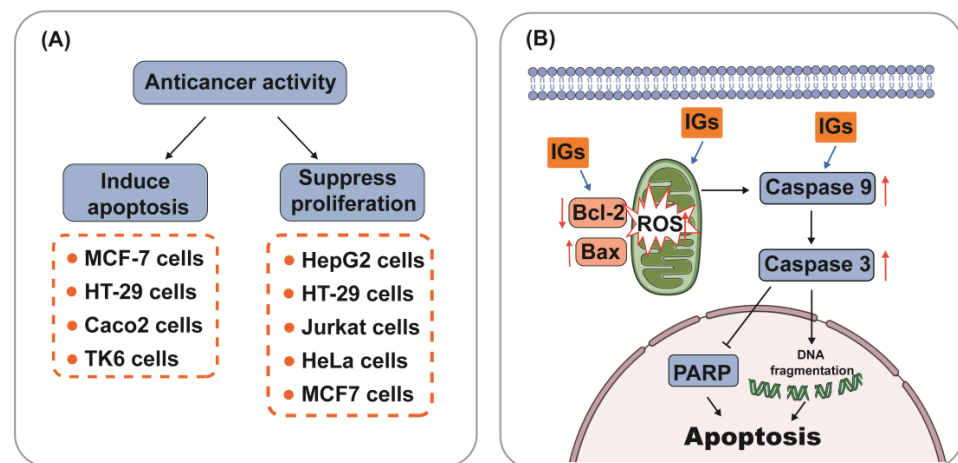 (A)
Anticancer activity
Induce
apoptosis
MCF-7 cells
HT-29 cells
Caco2 cells
TK6 cells
Suppress
proliferation
HepG2 cells
HT-29 cells
Jurkat cells
HeLa cells
MCF7 cells
(B)
IGs
IGs
IGs
Bcl-2
Bax
ROS
Caspase 9
Caspase 3
PARP
DNA
fragmentation
Apoptosis